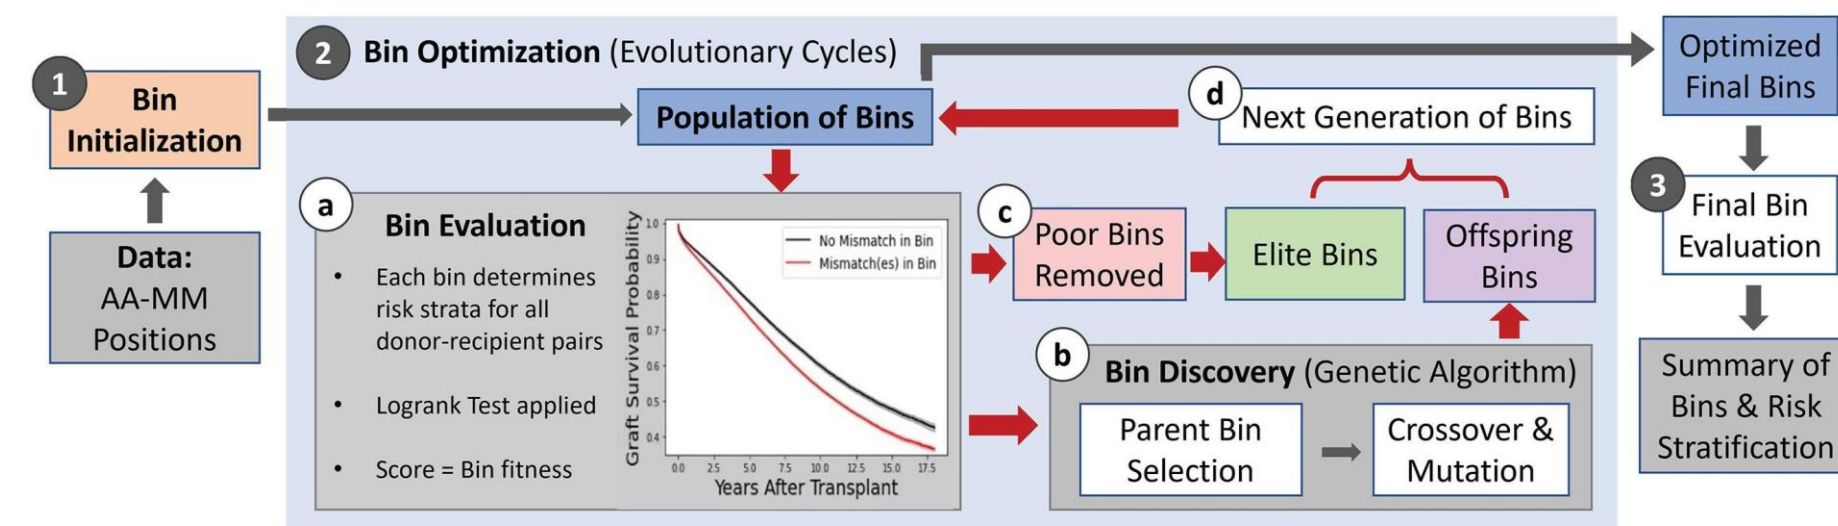 1
Bin
Initialization
Data:
AA-MM
Positions
2 Bin Optimization (Evolutionary Cycles)
Population of Bins
a
Bin Evaluation
• Each bin determines
risk strata for all
donor-recipient pairs
• Logrank Test applied
• Score = Bin fitness
Graft Survival Probability
1.0
0.9
0.8
0.7
0.6
0.5
0.4
No Mismatch in Bin
Mismatch(es) in Bin
0.0 2.5 5.0 7.5 10.0 12.5 15.0 17.5
Years After Transplant
b
Bin Discovery (Genetic Algorithm)
Parent Bin
Selection
Crossover &
Mutation
c
Poor Bins
Removed
Elite Bins
Offspring
Bins
d
Next Generation of Bins
Optimized
Final Bins
3
Final Bin
Evaluation
Summary of
Bins & Risk
Stratification